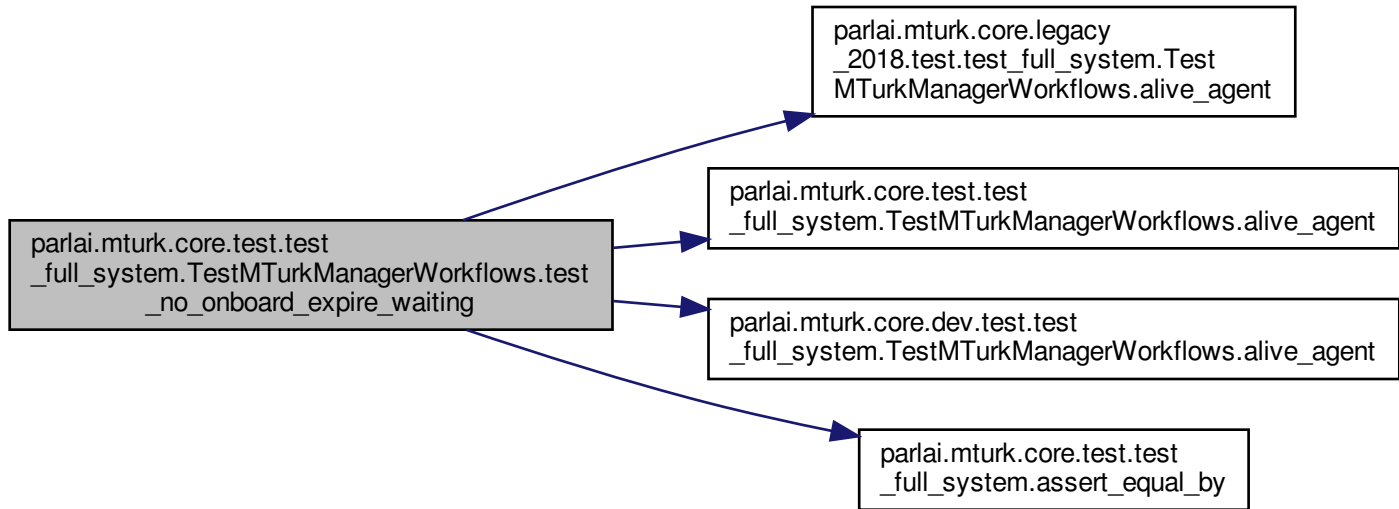 parlai.mturk.core.legacy
_2018.test.test_full_system.Test
MTurkManagerWorkflows.alive_agent
parlai.mturk.core.test.test
_full_system.TestMTurkManagerWorkflows.alive_agent
parlai.mturk.core.test.test
_full_system.TestMTurkManagerWorkflows.test
_no_onboard_expire_waiting
parlai.mturk.core.dev.test.test
_full_system.TestMTurkManagerWorkflows.alive_agent
parlai.mturk.core.test.test
_full_system.assert_equal_by